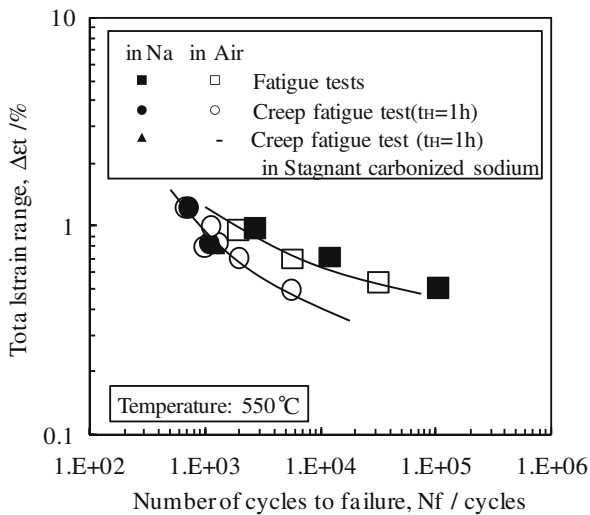 10
in Na in Air
Fatigue tests
Creep fatigue test(tH=1h)
- Creep fatigue test (tH=1h)
in Stagnant carbonized sodium
1
Tota lstrain range, Δεt /%
Temperature: 550℃
0.1
1.E+02 1.E+03 1.E+04 1.E+05 1.E+06
Number of cycles to failure, Nf / cycles